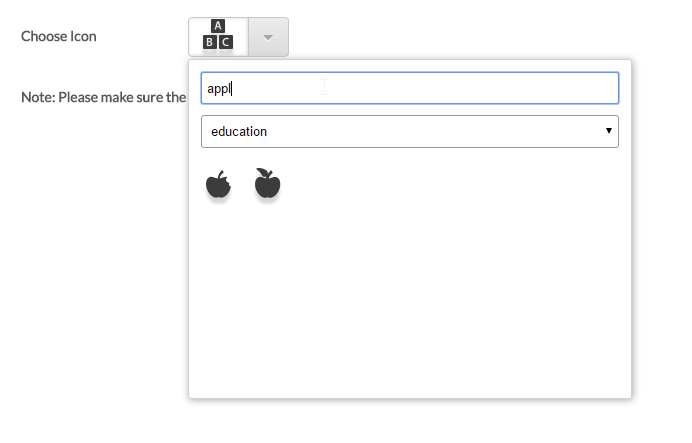 Choose Icon
A
B C
appl
education
Note: Please make sure the